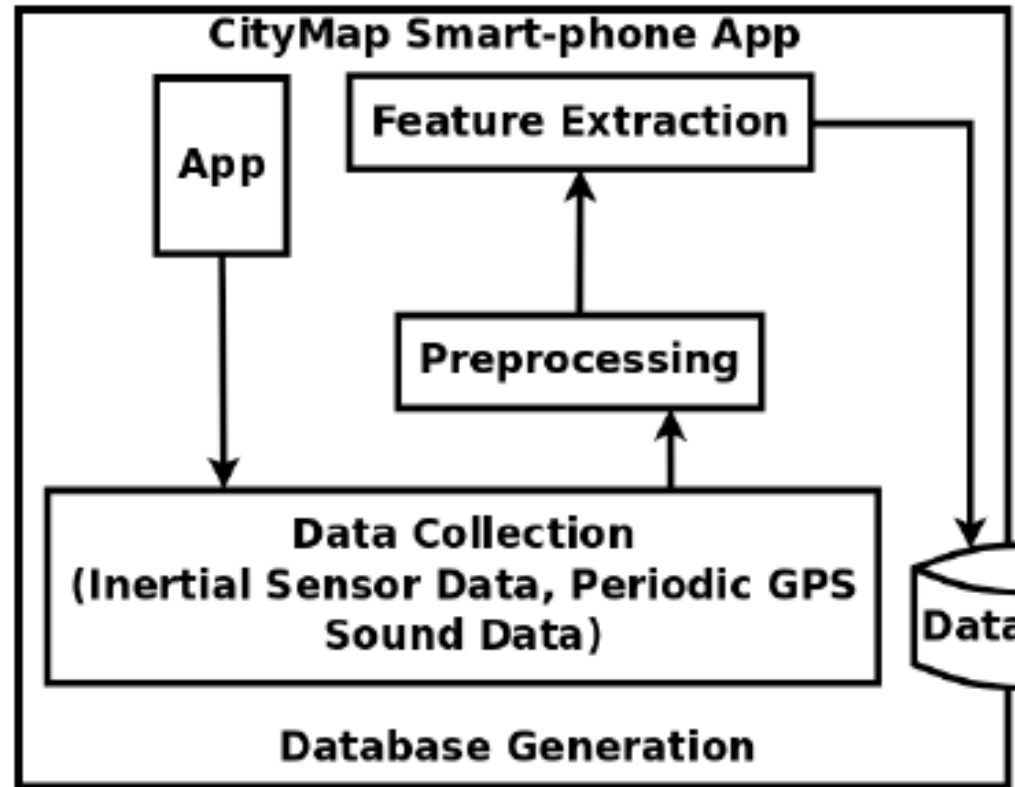 CityMap Smart-phone App
App
Feature Extraction
Preprocessing
Data Collection
(Inertial Sensor Data, Periodic GPS
Sound Data)
Data
Database Generation